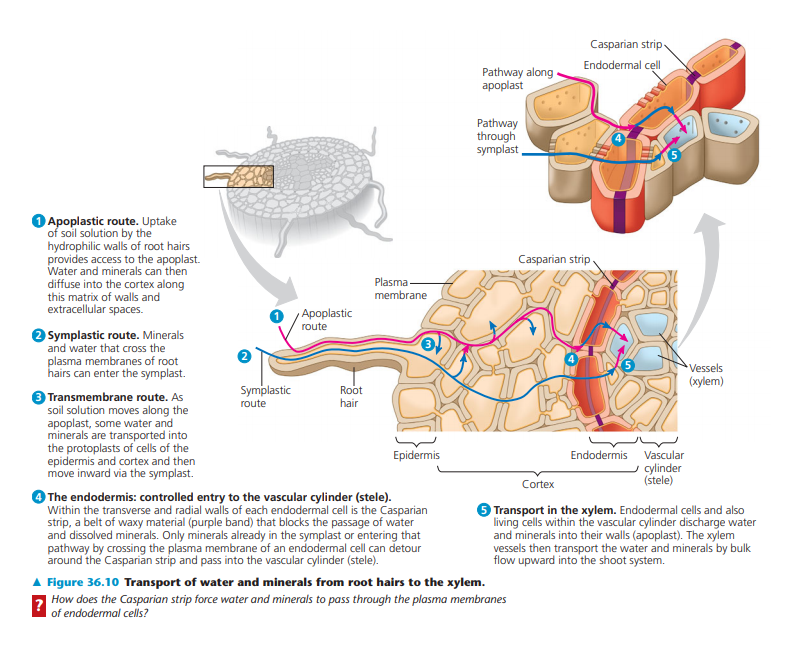 Casparian strip
Endodermal cell
Pathway along
apoplast
Pathway
through
symplast
4
5
1 Apoplastic route. Uptake
of soil solution by the
hydrophilic walls of root hairs
provides access to the apoplast.
Water and minerals can then
diffuse into the cortex along
this matrix of walls and
extracellular spaces.
2 Symplastic route. Minerals
and water that cross the
plasma membranes of root
hairs can enter the symplast.
3 Transmembrane route. As
soil solution moves along the
apoplast, some water and
minerals are transported into
the protoplasts of cells of the
epidermis and cortex and then
move inward via the symplast.
Casparian strip
Plasma
membrane
1
Apoplastic
route
2
3
4
5
Symplastic
route
Root
hair
Vessels
(xylem)
Epidermis
Endodermis
Vascular
cylinder
(stele)
Cortex
4 The endodermis: controlled entry to the vascular cylinder (stele).
Within the transverse and radial walls of each endodermal cell is the Casparian
strip, a belt of waxy material (purple band) that blocks the passage of water
and dissolved minerals. Only minerals already in the symplast or entering that
pathway by crossing the plasma membrane of an endodermal cell can detour
around the Casparian strip and pass into the vascular cylinder (stele).
5 Transport in the xylem. Endodermal cells and also
living cells within the vascular cylinder discharge water
and minerals into their walls (apoplast). The xylem
vessels then transport the water and minerals by bulk
flow upward into the shoot system.
▲ Figure 36.10 Transport of water and minerals from root hairs to the xylem.
? How does the Casparian strip force water and minerals to pass through the plasma membranes
of endodermal cells?